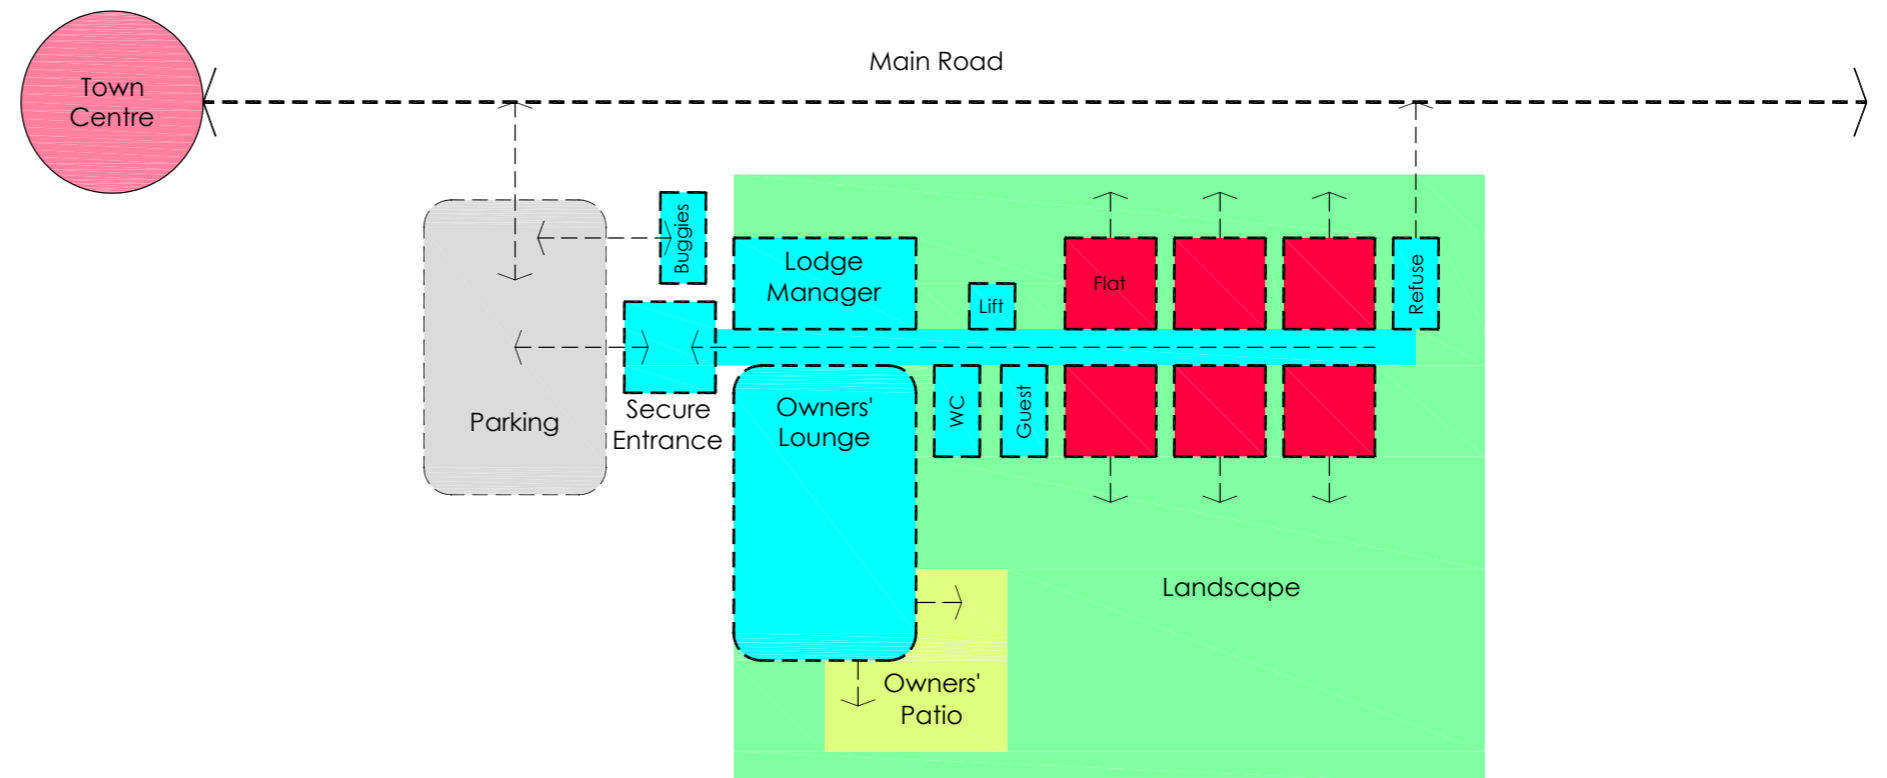 Main Road
Town
Centre
Buggies
Lodge
Manager
Lift
Flat
Refuse
Parking
Secure
Entrance
Owners'
Lounge
WC
Guest
Landscape
Owners'
Patio